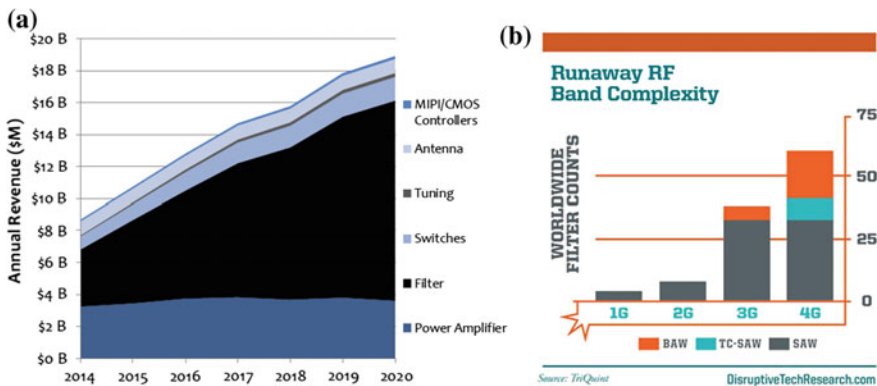 (a)
Annual Revenue ($M)
$20 B
$18 B
$16 B
$14 B
$12 B
$10 B
$8 B
$6 B
$4 B
$2 B
$0 B
2014 2015 2016 2017 2018 2019 2020
MIPI/CMOS
Controllers
Antenna
Tuning
Switches
Filter
Power Amplifier
(b)
Runaway RF
Band Complexity
WORLDWIDE
FILTER COUNTS
75
50
25
0
1G 2G 3G 4G
BAW TC-SAW SAW
Source: TriQuint
DisruptiveTechResearch.com